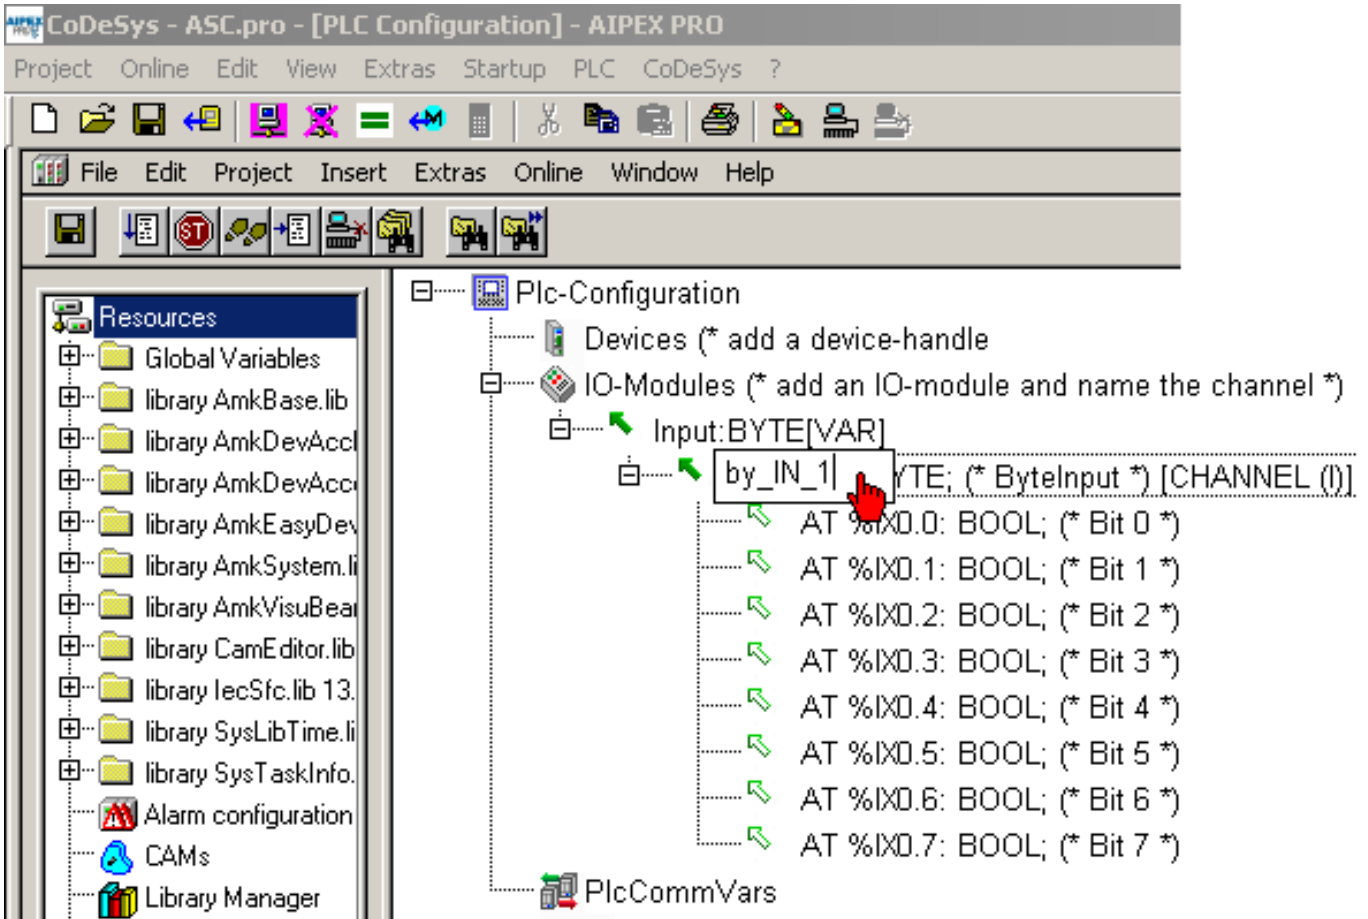 CoDeSys - ASC.pro - [PLC Configuration] - AIPEX PRO
Project Online Edit View Extras Startup PLC CoDeSys ?
File Edit Project Insert Extras Online Window Help
ST
Resources
Global Variables
library AmkBase.lib
library AmkDevAccl
library AmkDevAcc
library AmkEasyDev
library AmkSystem.li
library AmkVisuBea
library CamEditor.lib
library IecSfc.lib 13.
library SysLibTime.li
library SysTaskInfo.
Alarm configuration
CAMs
Library Manager
Plc-Configuration
Devices (* add a device-handle
IO-Modules (* add an IO-module and name the channel *)
Input:BYTE[VAR]
by_IN_1 YTE; (* ByteInput *) [CHANNEL (I)]
AT %IX0.0: BOOL; (* Bit 0 *)
AT %IX0.1: BOOL; (* Bit 1 *)
AT %IX0.2: BOOL; (* Bit 2 *)
AT %IX0.3: BOOL; (* Bit 3 *)
AT %IX0.4: BOOL; (* Bit 4 *)
AT %IX0.5: BOOL; (* Bit 5 *)
AT %IX0.6: BOOL; (* Bit 6 *)
AT %IX0.7: BOOL; (* Bit 7 *)
PlcCommVars